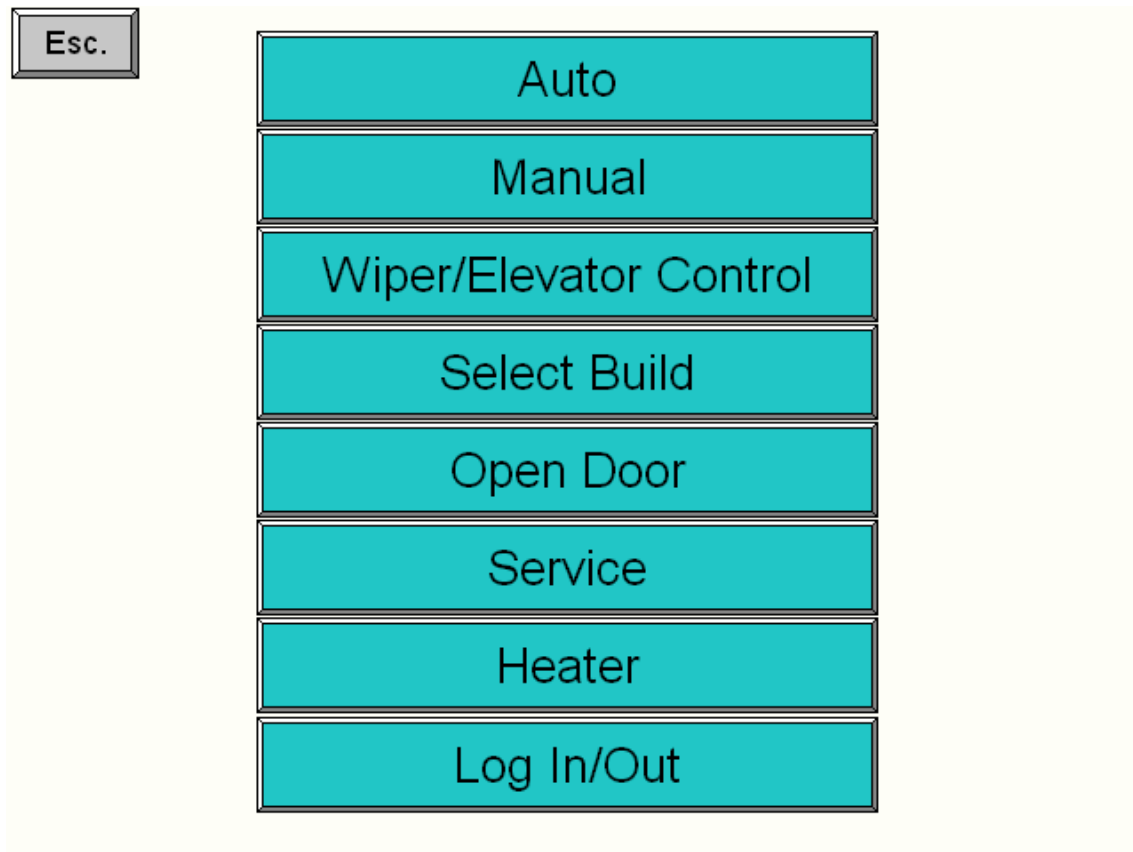 Esc.
Auto
Manual
Wiper/Elevator Control
Select Build
Open Door
Service
Heater
Log In/Out